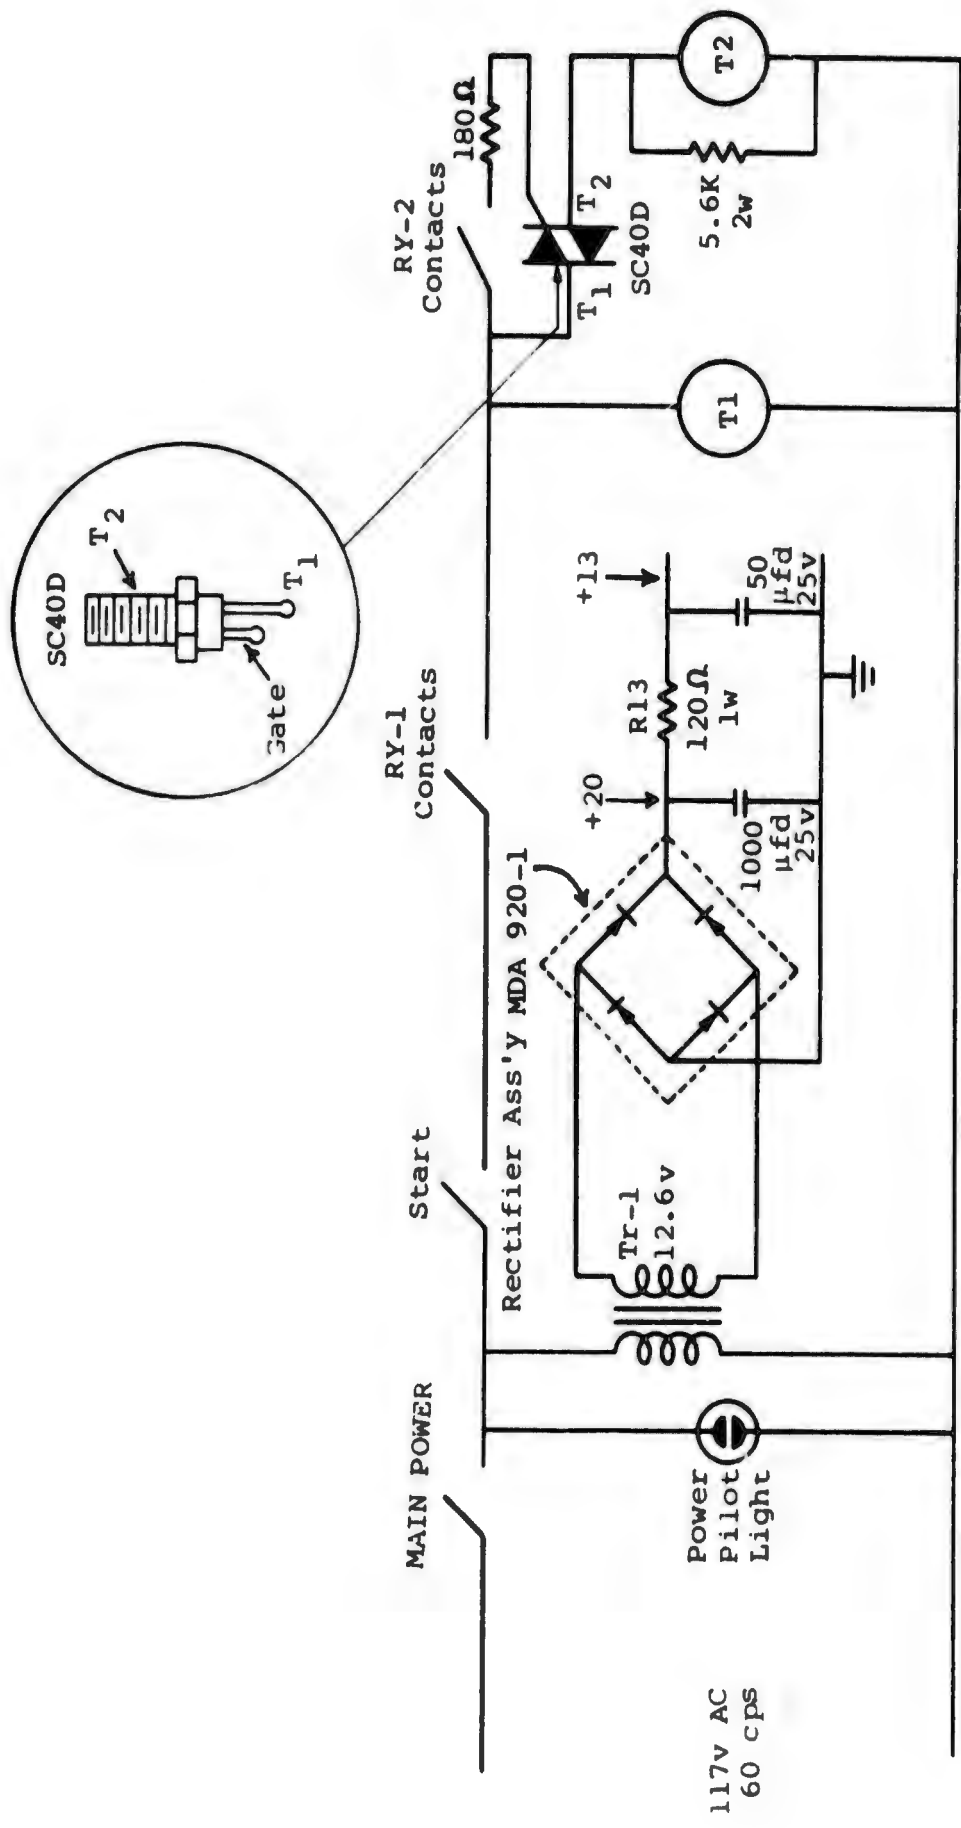 SC40D
T2
Gate
T1
MAIN POWER
Start
RY-1
Contacts
RY-2
Contacts
180Ω
Rectifier Ass'y MDA 920-1
Tr-1
12.6v
+20
R13
120Ω
1w
+13
1000
µfd
25v
50
µfd
25v
T1
T2
SC40D
T1
5.6K
2w
T2
Power
Pilot
Light
117v AC
60 cps